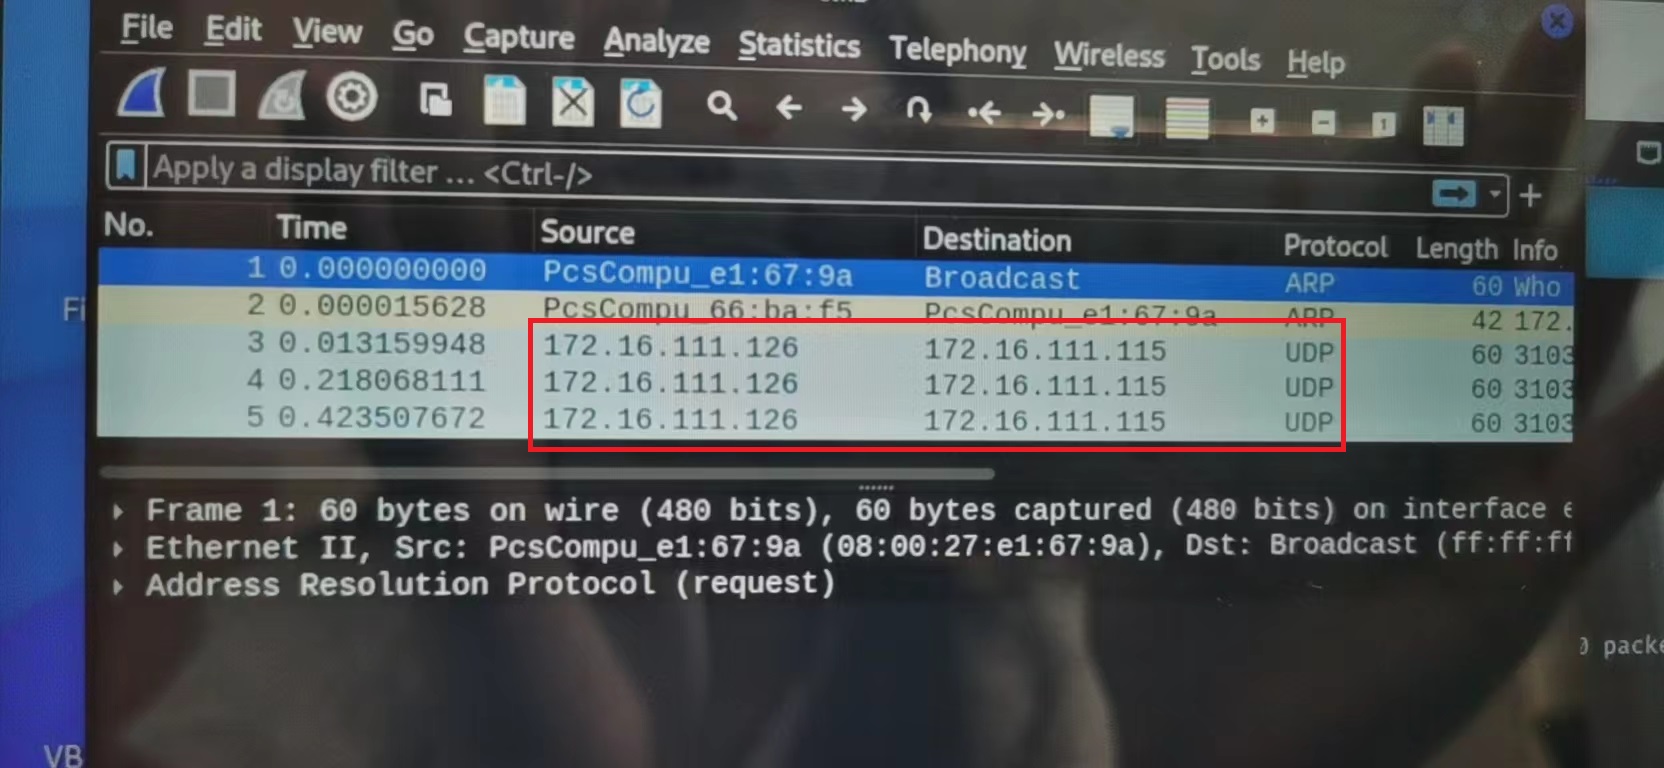 File Edit View Go Capture Analyze Statistics Telephony Wireless Tools Help
Apply a display filter ... <Ctrl-/>
No. Time Source Destination Protocol Length Info
1 0.000000000 PcsCompu_e1:67:9a Broadcast ARP 60 Who
2 0.000015628 PcsCompu_66:ba:f5 PcsCompu_e1:67:9a ARP 42 172.
3 0.013159948 172.16.111.126 172.16.111.115 UDP 60 3103
4 0.218068111 172.16.111.126 172.16.111.115 UDP 60 3103
5 0.423507672 172.16.111.126 172.16.111.115 UDP 60 3103
Fi
Frame 1: 60 bytes on wire (480 bits), 60 bytes captured (480 bits) on interface e
Ethernet II, Src: PcsCompu_e1:67:9a (08:00:27:e1:67:9a), Dst: Broadcast (ff:ff:ff
Address Resolution Protocol (request)
packe
VB